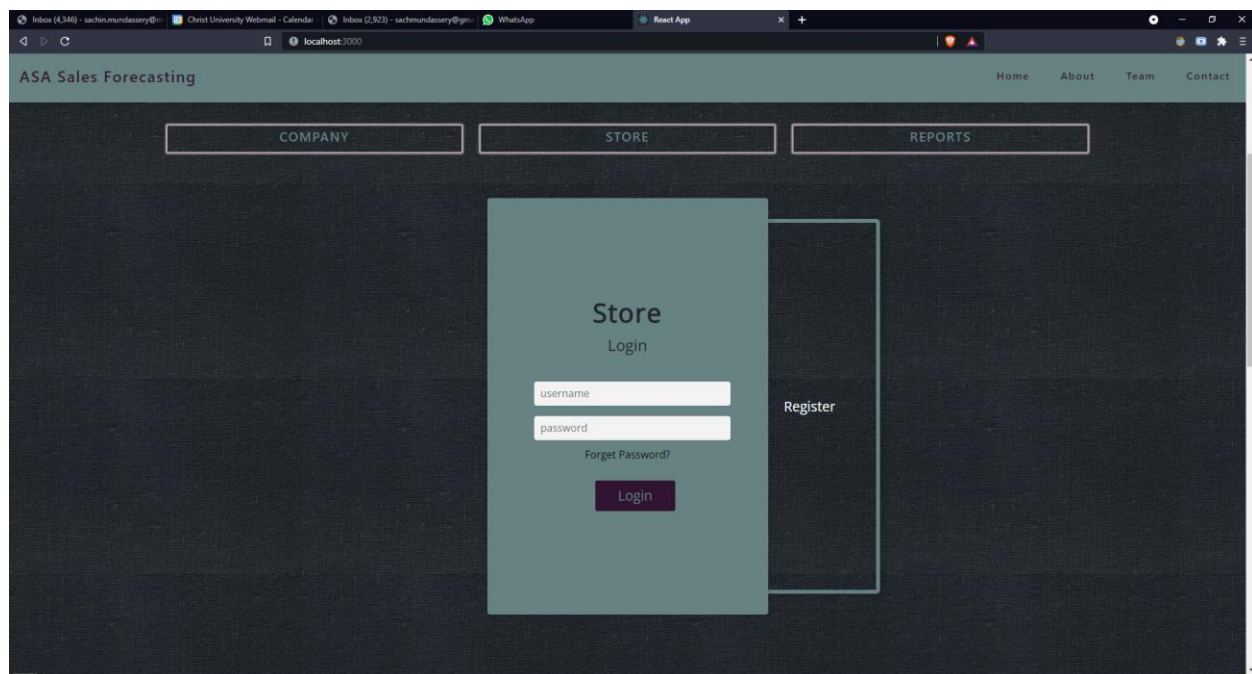 Inbox (4,346) - sachin.mundassery@m
Christ University Webmail - Calendar -
Inbox (2,923) - sachmundassery@gma
WhatsApp
React App
localhost:3000
ASA Sales Forecasting
Home
About
Team
Contact
COMPANY
STORE
REPORTS
Store
Login
username
password
Register
Forget Password?
Login